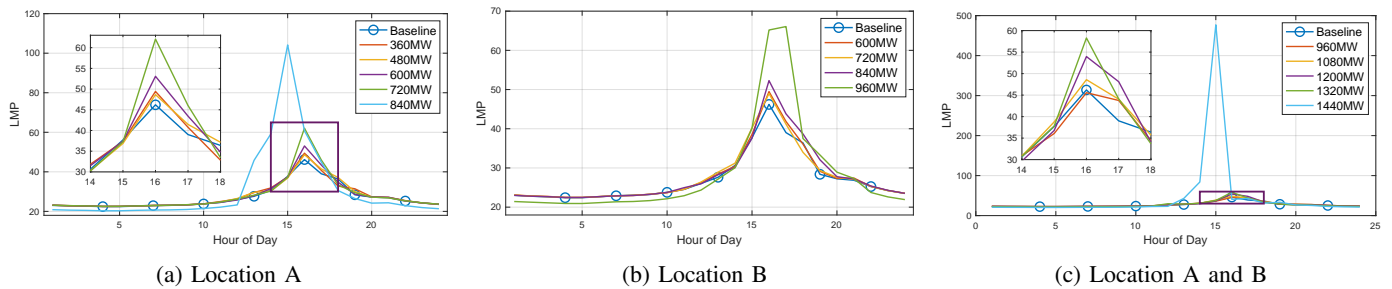 120
100
80
60
40
20
LMP
5
10
15
20
Hour of Day
Baseline
360MW
480MW
600MW
720MW
840MW
60
55
50
45
40
35
30
14
15
16
17
18
(a) Location A
70
60
50
40
30
20
LMP
5
10
15
20
Hour of Day
Baseline
600MW
720MW
840MW
960MW
(b) Location B
500
400
300
200
100
0
LMP
0
5
10
15
20
25
Hour of Day
Baseline
960MW
1080MW
1200MW
1320MW
1440MW
60
55
50
45
40
35
30
14
15
16
17
18
(c) Location A and B